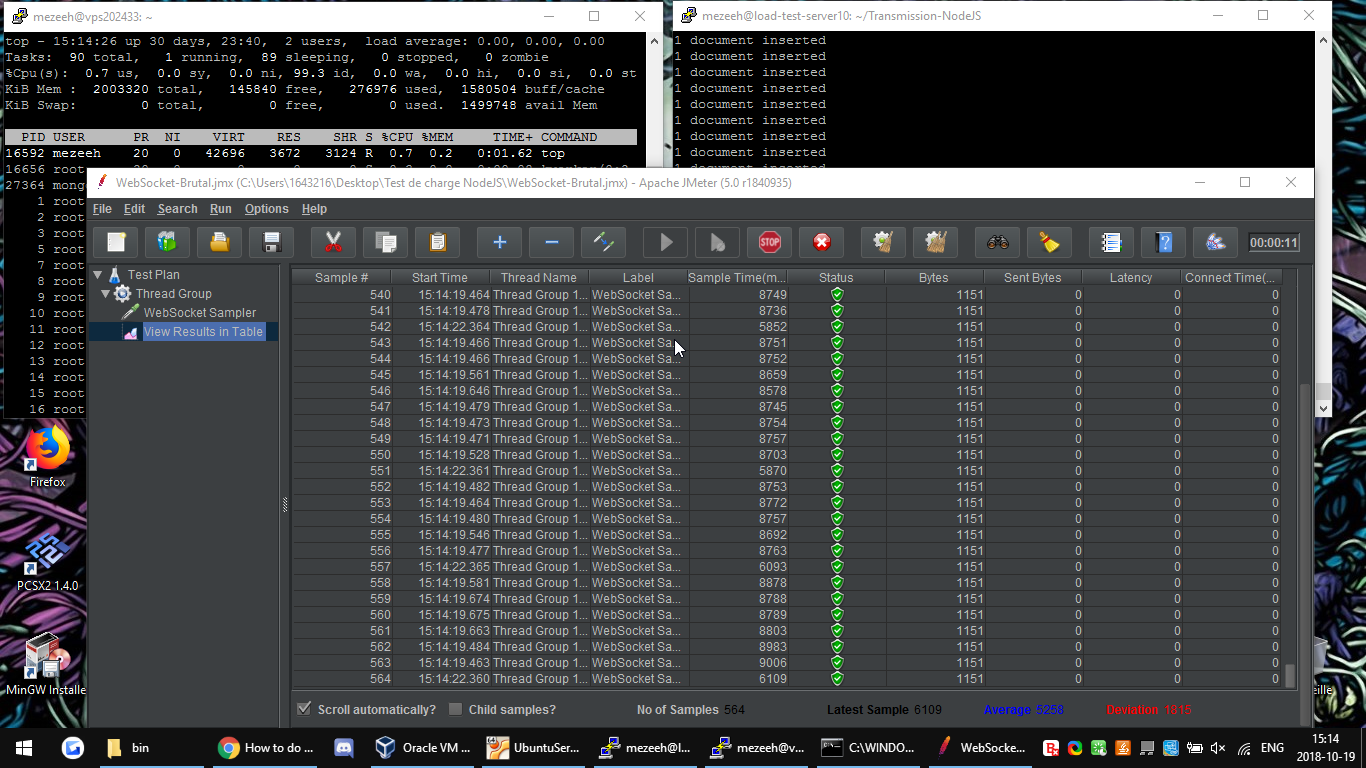 mezeeh@vps202433: ~
top - 15:14:26 up 30 days, 23:40, 2 users, load average: 0.00, 0.00, 0.00
Tasks: 90 total, 1 running, 89 sleeping, 0 stopped, 0 zombie
%Cpu(s): 0.7 us, 0.0 sy, 0.0 ni, 99.3 id, 0.0 wa, 0.0 hi, 0.0 si, 0.0 st
KiB Mem : 2003320 total, 145840 free, 276976 used, 1580504 buff/cache
KiB Swap: 0 total, 0 free, 0 used. 1499748 avail Mem
PID USER PR NI VIRT RES SHR S %CPU %MEM TIME+ COMMAND
16592 mezeeh 20 0 42696 3672 3124 R 0.7 0.2 0:01.62 top
16656 root
27364 mong
1 root
2 root
3 root
5 root
7 root
8 root
9 root
10 root
11 root
12 root
13 root
14 root
15 root
16 root
mezeeh@load-test-server10: ~/Transmission-NodeJS
1 document inserted
1 document inserted
1 document inserted
1 document inserted
1 document inserted
1 document inserted
1 document inserted
1 document inserted
WebSocket-Brutal.jmx (C:\Users\1643216\Desktop\Test de charge NodeJS\WebSocket-Brutal.jmx) - Apache JMeter (5.0 r1840935)
File Edit Search Run Options Help
STOP
00:00:11
Test Plan
Thread Group
WebSocket Sampler
View Results in Table
Sample # Start Time Thread Name Label Sample Time(m... Status Bytes Sent Bytes Latency Connect Time(...
540 15:14:19.464 Thread Group 1... WebSocket Sa... 8749 1151 0 0 0
541 15:14:19.478 Thread Group 1... WebSocket Sa... 8736 1151 0 0 0
542 15:14:22.364 Thread Group 1... WebSocket Sa... 5852 1151 0 0 0
543 15:14:19.466 Thread Group 1... WebSocket Sa... 8751 1151 0 0 0
544 15:14:19.466 Thread Group 1... WebSocket Sa... 8752 1151 0 0 0
545 15:14:19.561 Thread Group 1... WebSocket Sa... 8659 1151 0 0 0
546 15:14:19.646 Thread Group 1... WebSocket Sa... 8578 1151 0 0 0
547 15:14:19.479 Thread Group 1... WebSocket Sa... 8745 1151 0 0 0
548 15:14:19.473 Thread Group 1... WebSocket Sa... 8754 1151 0 0 0
549 15:14:19.471 Thread Group 1... WebSocket Sa... 8757 1151 0 0 0
550 15:14:19.528 Thread Group 1... WebSocket Sa... 8703 1151 0 0 0
551 15:14:22.361 Thread Group 1... WebSocket Sa... 5870 1151 0 0 0
552 15:14:19.482 Thread Group 1... WebSocket Sa... 8753 1151 0 0 0
553 15:14:19.464 Thread Group 1... WebSocket Sa... 8772 1151 0 0 0
554 15:14:19.480 Thread Group 1... WebSocket Sa... 8757 1151 0 0 0
555 15:14:19.546 Thread Group 1... WebSocket Sa... 8692 1151 0 0 0
556 15:14:19.477 Thread Group 1... WebSocket Sa... 8763 1151 0 0 0
557 15:14:22.365 Thread Group 1... WebSocket Sa... 6093 1151 0 0 0
558 15:14:19.581 Thread Group 1... WebSocket Sa... 8878 1151 0 0 0
559 15:14:19.674 Thread Group 1... WebSocket Sa... 8788 1151 0 0 0
560 15:14:19.675 Thread Group 1... WebSocket Sa... 8789 1151 0 0 0
561 15:14:19.663 Thread Group 1... WebSocket Sa... 8803 1151 0 0 0
562 15:14:19.484 Thread Group 1... WebSocket Sa... 8983 1151 0 0 0
563 15:14:19.463 Thread Group 1... WebSocket Sa... 9006 1151 0 0 0
564 15:14:22.360 Thread Group 1... WebSocket Sa... 6109 1151 0 0 0
Scroll automatically? Child samples? No of Samples 564 Latest Sample 6109 Average 5258 Deviation 1815
Firefox
PCSX2 1.4.0
MinGW Installe
eille
bin
How to do ...
Oracle VM ...
UbuntuSer...
mezeeh@l...
mezeeh@v...
C:\WINDO...
WebSocke...
ENG
15:14
2018-10-19